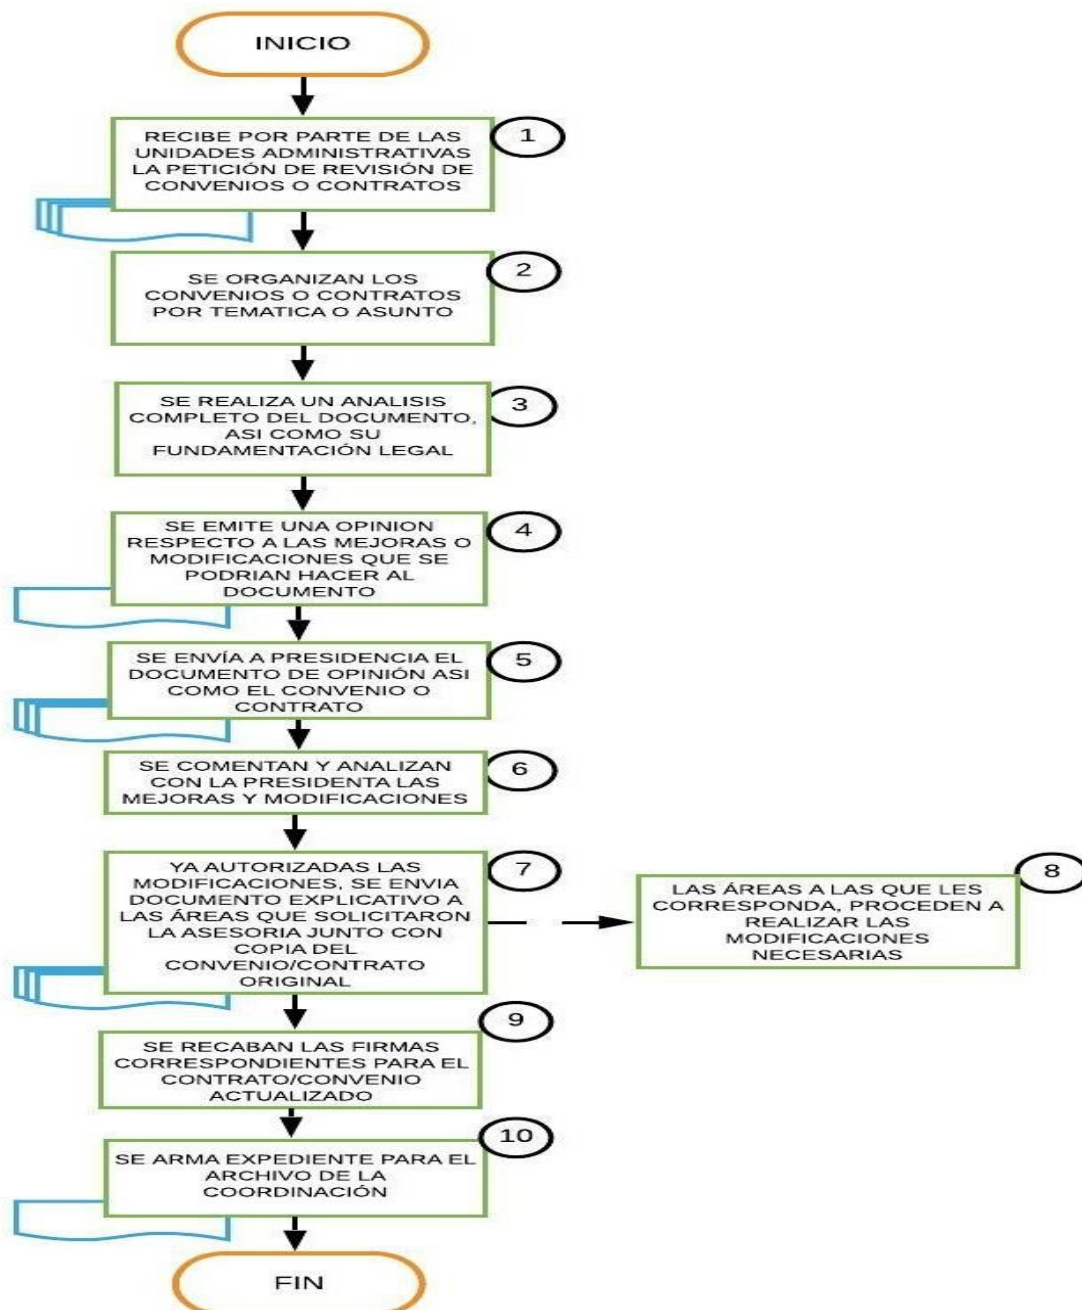 INICIO
1
RECIBE POR PARTE DE LAS
UNIDADES ADMINISTRATIVAS
LA PETICIÓN DE REVISIÓN DE
CONVENIOS O CONTRATOS
2
SE ORGANIZAN LOS
CONVENIOS O CONTRATOS
POR TEMATICA O ASUNTO
3
SE REALIZA UN ANALISIS
COMPLETO DEL DOCUMENTO,
ASI COMO SU
FUNDAMENTACIÓN LEGAL
4
SE EMITE UNA OPINION
RESPECTO A LAS MEJORAS O
MODIFICACIONES QUE SE
PODRIAN HACER AL
DOCUMENTO
5
SE ENVÍA A PRESIDENCIA EL
DOCUMENTO DE OPINIÓN ASI
COMO EL CONVENIO O
CONTRATO
6
SE COMENTAN Y ANALIZAN
CON LA PRESIDENTA LAS
MEJORAS Y MODIFICACIONES
7
YA AUTORIZADAS LAS
MODIFICACIONES, SE ENVIA
DOCUMENTO EXPLICATIVO A
LAS ÁREAS QUE SOLICITARON
LA ASESORIA JUNTO CON
COPIA DEL
CONVENIO/CONTRATO
ORIGINAL
8
LAS ÁREAS A LAS QUE LES
CORRESPONDA, PROCEDEN A
REALIZAR LAS
MODIFICACIONES
NECESARIAS
9
SE RECABAN LAS FIRMAS
CORRESPONDIENTES PARA EL
CONTRATO/CONVENIO
ACTUALIZADO
10
SE ARMA EXPEDIENTE PARA EL
ARCHIVO DE LA
COORDINACIÓN
FIN